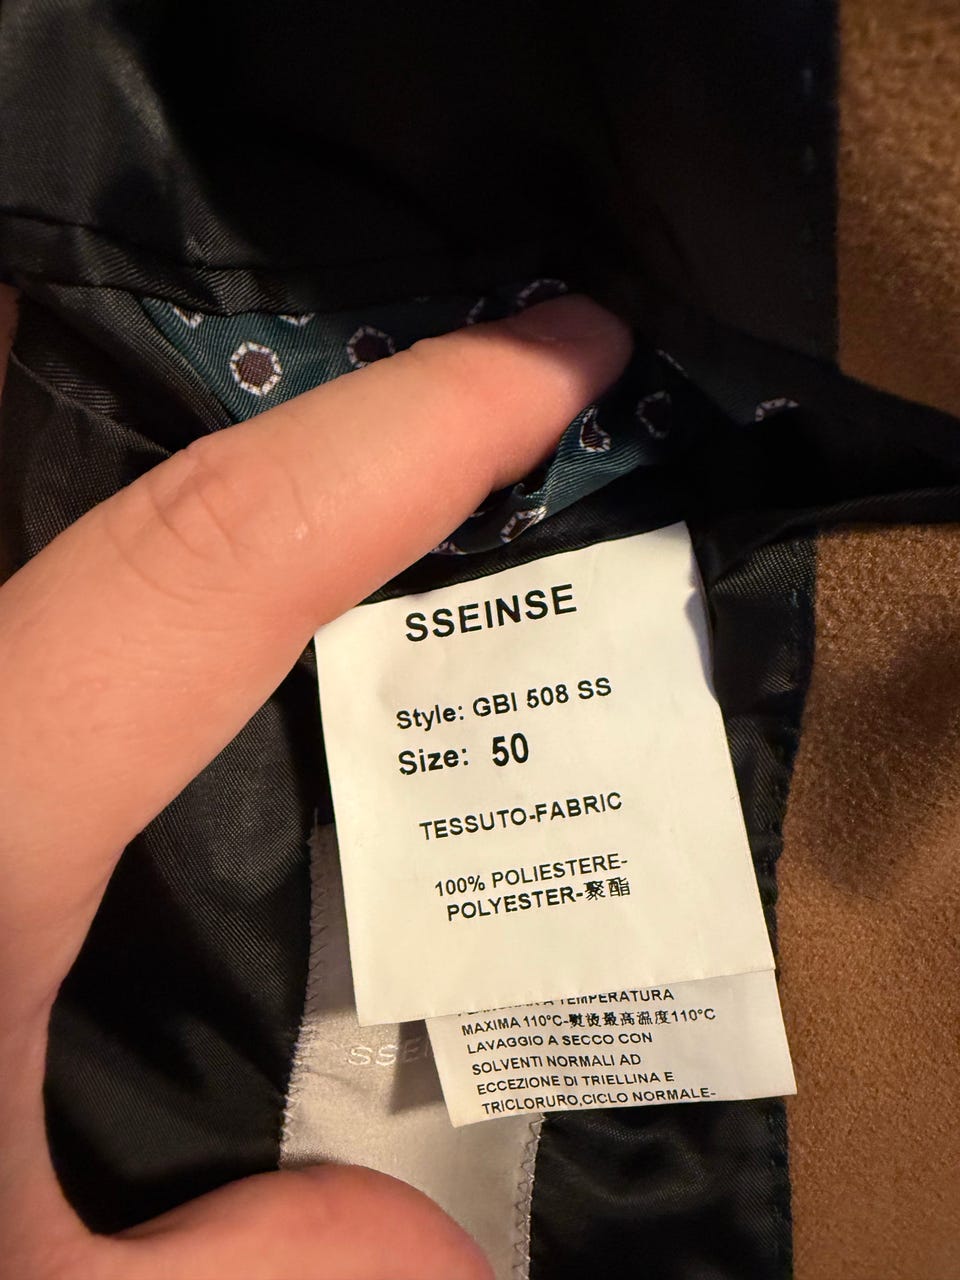 SSEINSE
Style: GBI 508 SS
Size: 50
TESSUTO-FABRIC
100% POLIESTERE-
POLYESTER-聚酯
A TEMPERATURA
MAXIMA 110°C-熨烫最高温度110°C
LAVAGGIO A SECCO CON
SOLVENTI NORMALI AD
ECCEZIONE DI TRIELLINA E
TRICLORURO,CICLO NORMALE-